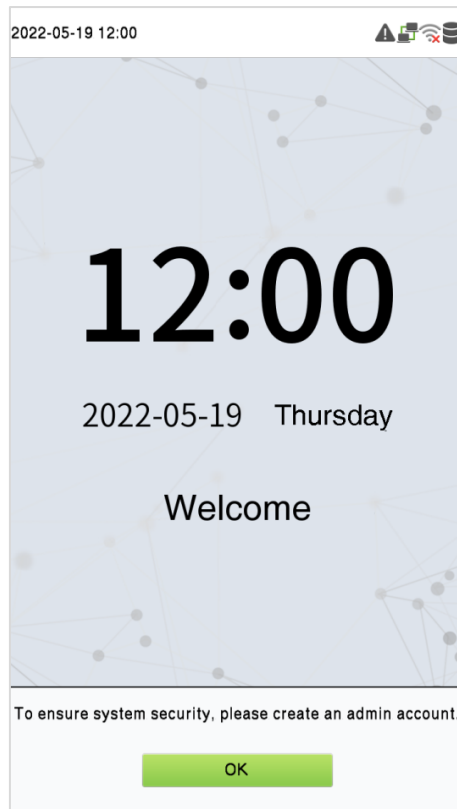 2022-05-19 12:00
12:00
2022-05-19 Thursday
Welcome
To ensure system security, please create an admin account.
OK